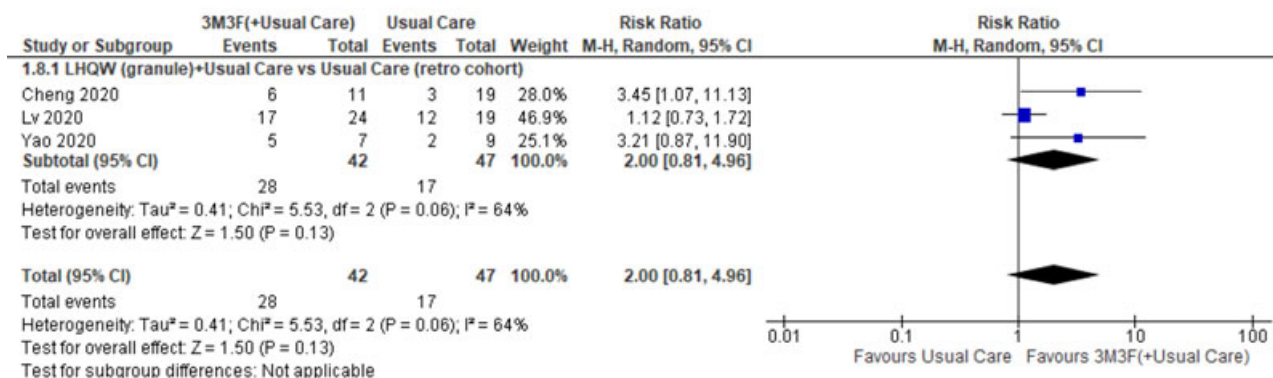 3M3F(+Usual Care) Usual Care Risk Ratio Risk Ratio
Study or Subgroup Events Total Events Total Weight M-H, Random, 95% CI M-H, Random, 95% CI
1.8.1 LHQW (granule)+Usual Care vs Usual Care (retro cohort)
Cheng 2020 6 11 3 19 28.0% 3.45 [1.07, 11.13]
Lv 2020 17 24 12 19 46.9% 1.12 [0.73, 1.72]
Yao 2020 5 7 2 9 25.1% 3.21 [0.87, 11.90]
Subtotal (95% CI) 42 47 100.0% 2.00 [0.81, 4.96]
Total events 28 17
Heterogeneity: Tau² = 0.41; Chi² = 5.53, df = 2 (P = 0.06); I² = 64%
Test for overall effect: Z = 1.50 (P = 0.13)
Total (95% CI) 42 47 100.0% 2.00 [0.81, 4.96]
Total events 28 17
Heterogeneity: Tau² = 0.41; Chi² = 5.53, df = 2 (P = 0.06); I² = 64%
Test for overall effect: Z = 1.50 (P = 0.13)
Test for subgroup differences: Not applicable
0.01 0.1 1 10 100
Favours Usual Care Favours 3M3F(+Usual Care)